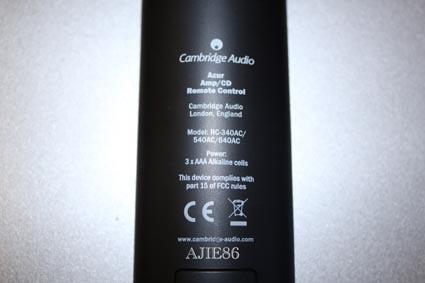 Cambridge Audio
Azur
Amp/CD
Remote Control
Cambridge Audio
London, England
Model: RC-340AC/
540AC/640AC
Power:
3 x AAA Alkaline cells
This device complies with
part 15 of FCC rules
CE
www.cambridge-audio.com
AJIE86